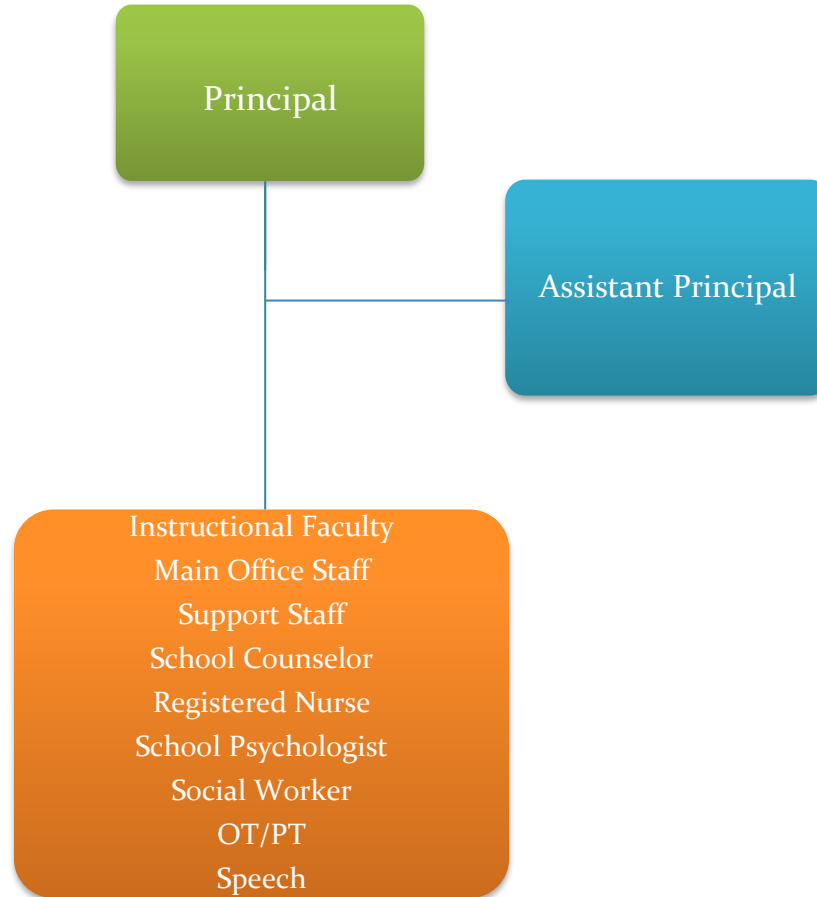 Principal
Assistant Principal
Instructional Faculty
Main Office Staff
Support Staff
School Counselor
Registered Nurse
School Psychologist
Social Worker
OT/PT
Speech